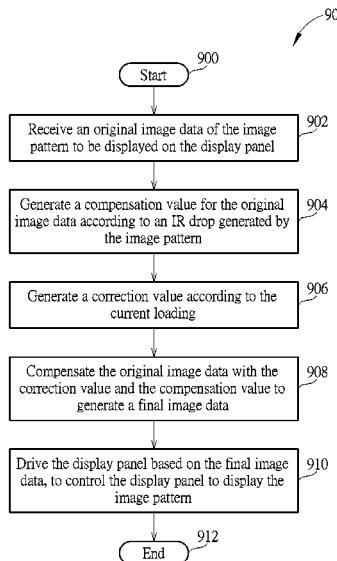 90
900
Start
902
Receive an original image data of the image
pattern to be displayed on the display panel
904
Generate a compensation value for the original
image data according to an IR drop generated by
the image pattern
906
Generate a correction value according to the
current loading
908
Compensate the original image data with the
correction value and the compensation value to
generate a final image data
910
Drive the display panel based on the final image
data, to control the display panel to display the
image pattern
912
End